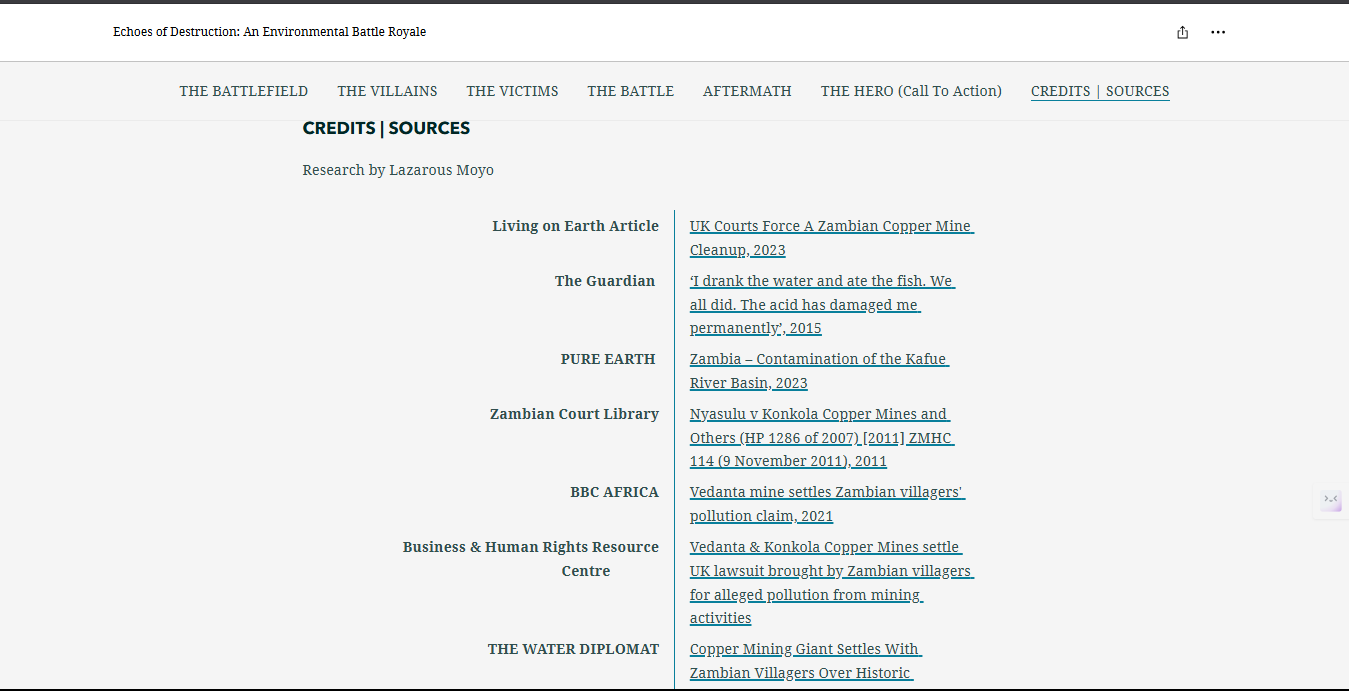 Echoes of Destruction: An Environmental Battle Royale
THE BATTLEFIELD THE VILLAINS THE VICTIMS THE BATTLE AFTERMATH THE HERO (Call To Action) CREDITS | SOURCES
CREDITS | SOURCES
Research by Lazarous Moyo
Living on Earth Article
UK Courts Force A Zambian Copper Mine
Cleanup, 2023
The Guardian
‘I drank the water and ate the fish. We
all did. The acid has damaged me
permanently’, 2015
PURE EARTH
Zambia – Contamination of the Kafue
River Basin, 2023
Zambian Court Library
Nyasulu v Konkola Copper Mines and
Others (HP 1286 of 2007) [2011] ZMHC
114 (9 November 2011), 2011
BBC AFRICA
Vedanta mine settles Zambian villagers'
pollution claim, 2021
Business & Human Rights Resource
Centre
Vedanta & Konkola Copper Mines settle
UK lawsuit brought by Zambian villagers
for alleged pollution from mining
activities
THE WATER DIPLOMAT
Copper Mining Giant Settles With
Zambian Villagers Over Historic